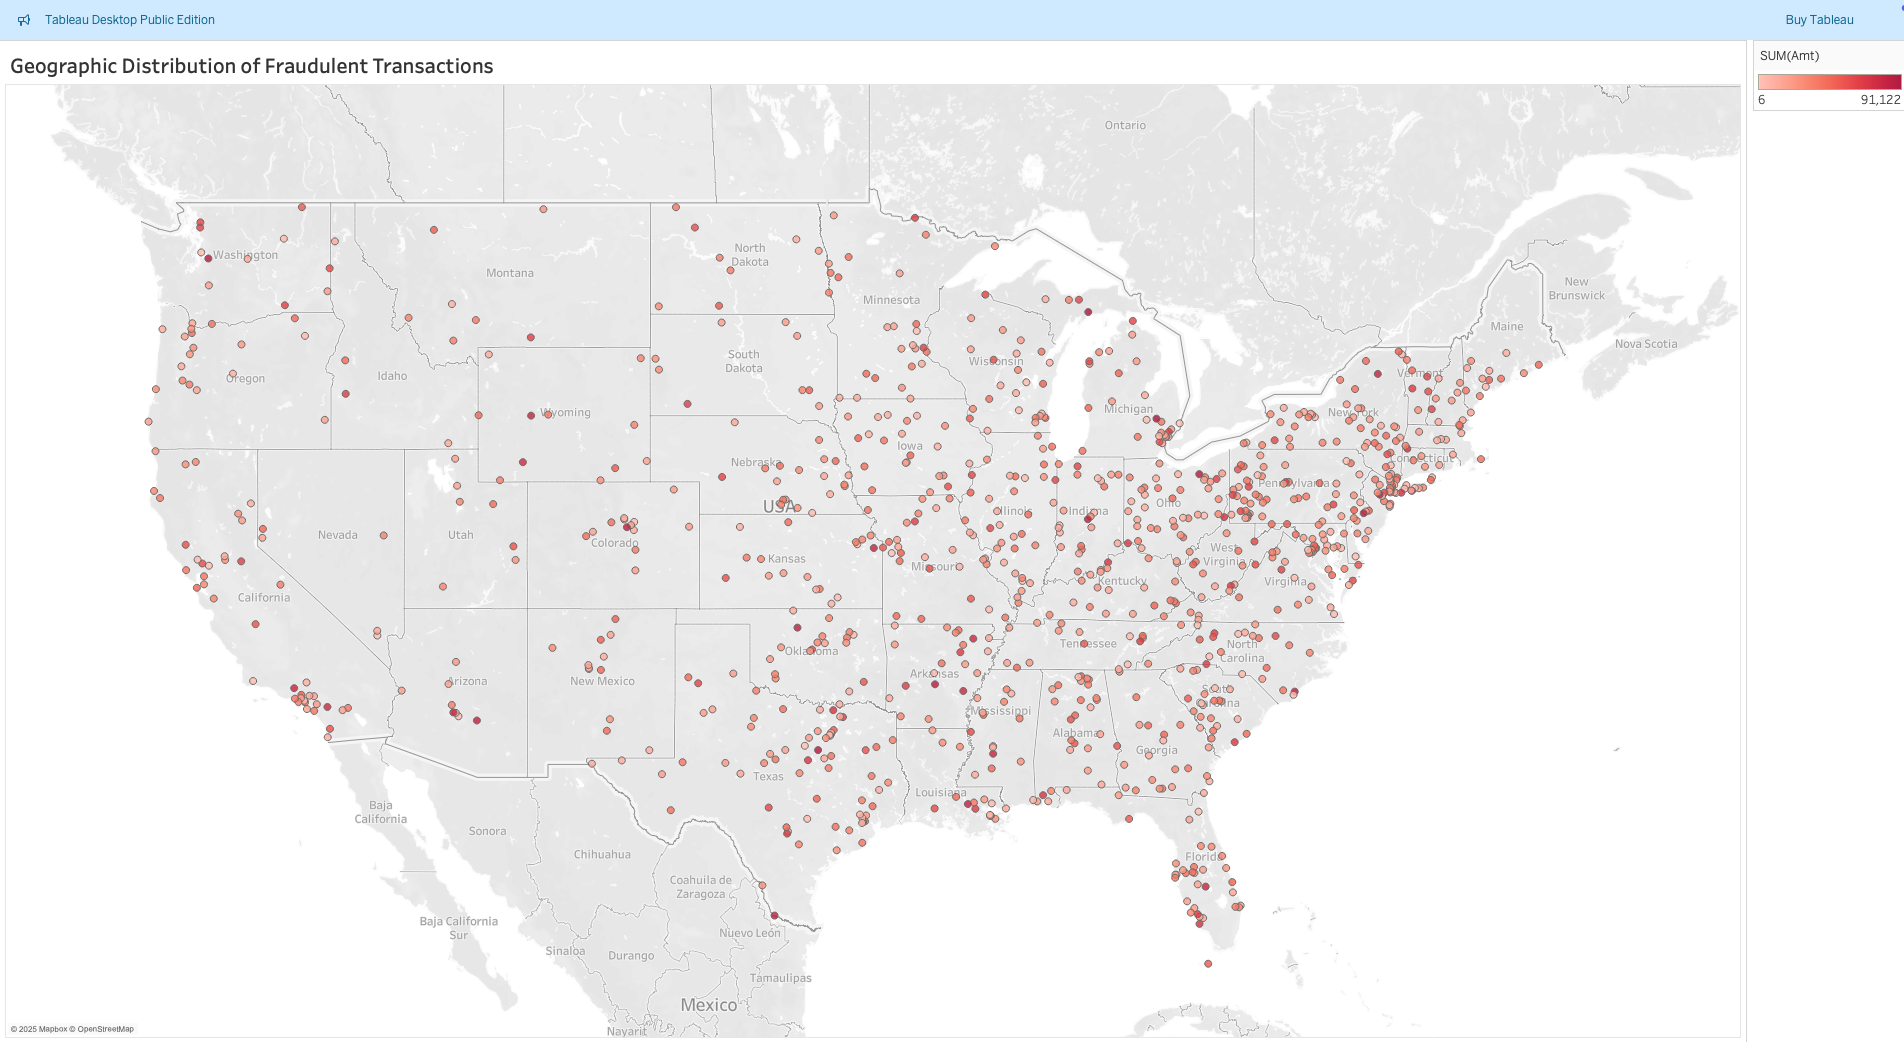 Tableau Desktop Public Edition
Buy Tableau
Geographic Distribution of Fraudulent Transactions
SUM(Amt)
6
91,122
Ontario
New
Brunswick
Nova Scotia
Maine
Washington
Montana
North
Dakota
Minnesota
Oregon
Idaho
South
Dakota
Wisconsin
Vermont
Wyoming
Michigan
New York
Iowa
Nebraska
Connecticut
Pennsylvania
USA
Illinois
Indiana
Ohio
Nevada
Utah
Colorado
Kansas
Missouri
West
Virginia
Kentucky
Virginia
California
Oklahoma
Tennessee
North
Carolina
Arizona
New Mexico
Arkansas
South
Carolina
Mississippi
Alabama
Georgia
Texas
Louisiana
Baja
California
Sonora
Chihuahua
Florida
Coahuila de
Zaragoza
Baja California
Sur
Nuevo León
Sinaloa
Durango
Tamaulipas
Mexico
Nayarit
© 2025 Mapbox © OpenStreetMap